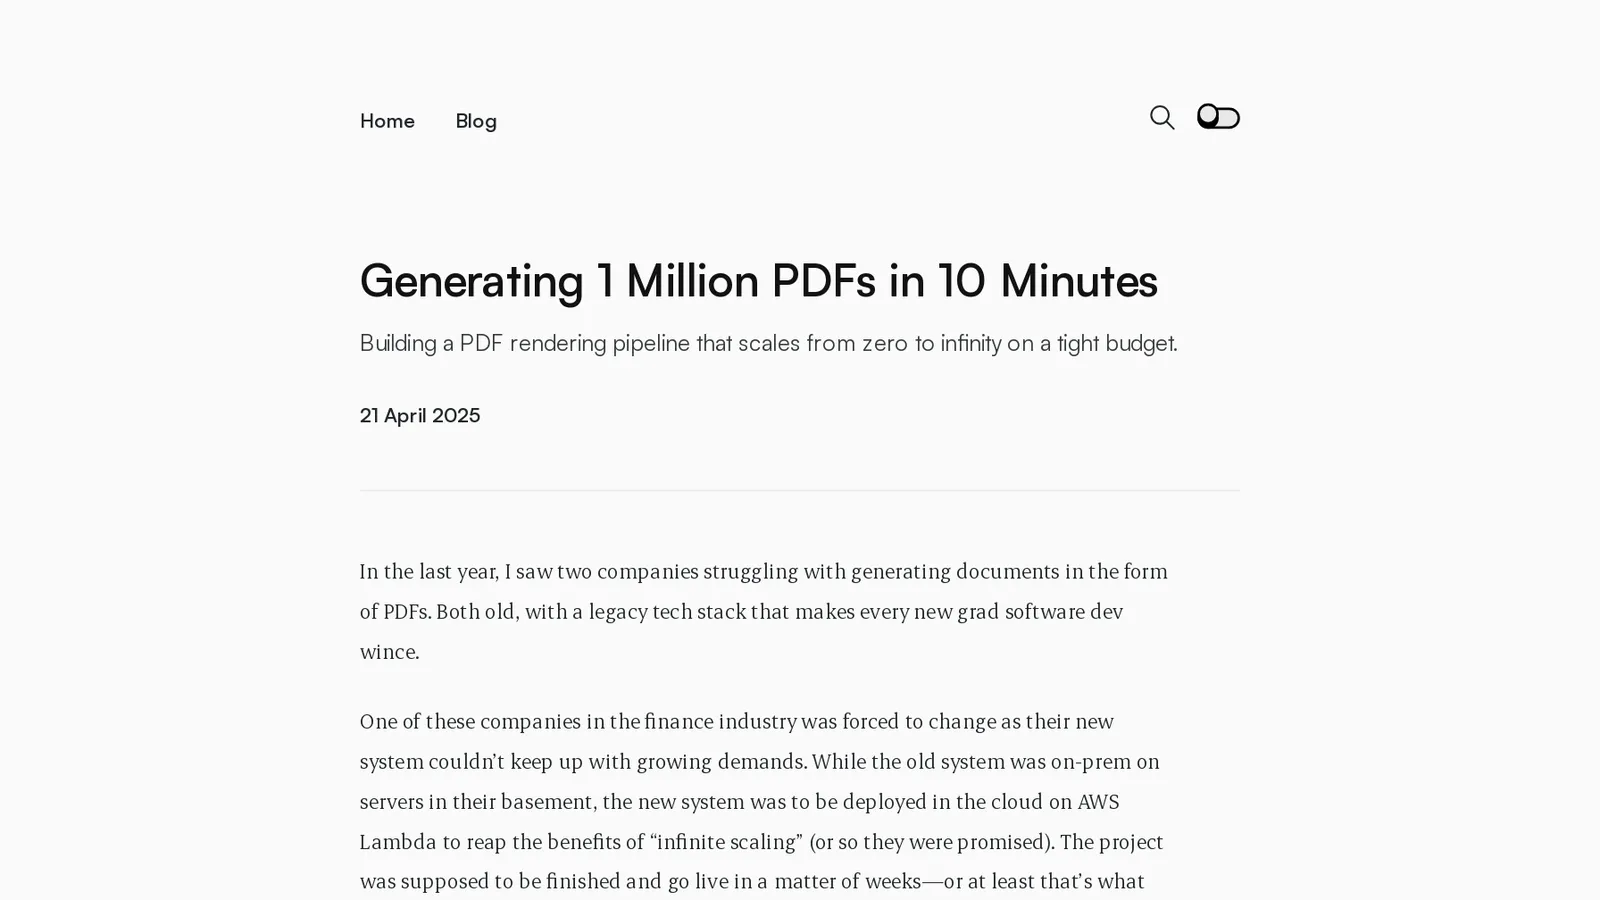 Home Blog
Generating 1 Million PDFs in 10 Minutes
Building a PDF rendering pipeline that scales from zero to infinity on a tight budget.
21 April 2025
In the last year, I saw two companies struggling with generating documents in the form
of PDFs. Both old, with a legacy tech stack that makes every new grad software dev
wince.
One of these companies in the finance industry was forced to change as their new
system couldn’t keep up with growing demands. While the old system was on-prem on
servers in their basement, the new system was to be deployed in the cloud on AWS
Lambda to reap the benefits of “infinite scaling” (or so they were promised). The project
was supposed to be finished and go live in a matter of weeks—or at least that’s what